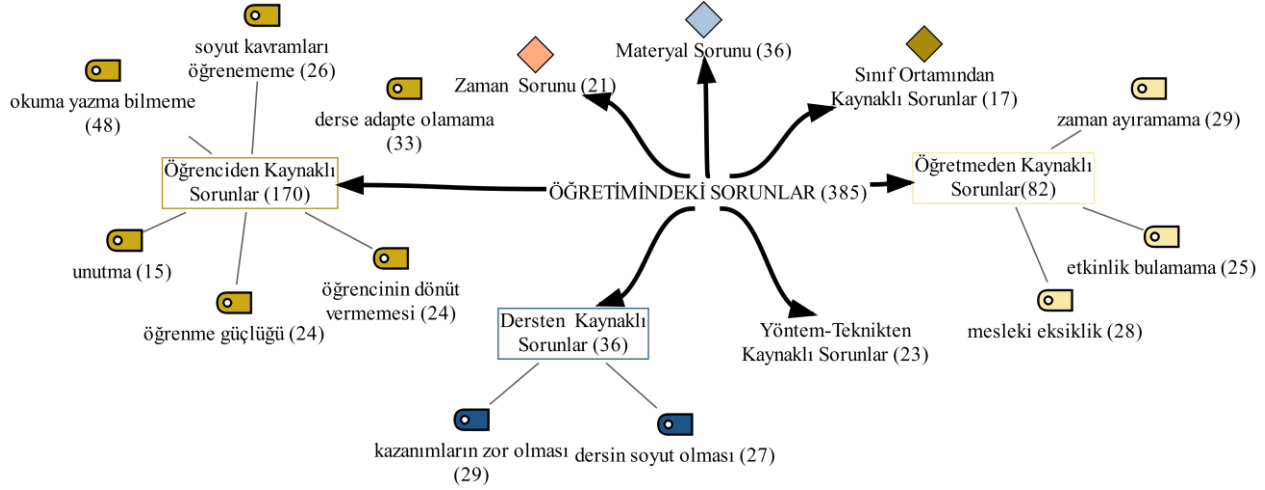 soyut kavramları
öğrenememe (26)
okuma yazma bilmeme
(48)
derse adapte olamama
(33)
Öğrenciden Kaynaklı
Sorunlar (170)
unutma (15)
öğrenme güçlüğü (24)
öğrencinin dönüt
vermemesi (24)
Zaman  Sorunu (21)
Materyal Sorunu (36)
Sınıf Ortamından
Kaynaklı Sorunlar (17)
ÖĞRETİMİNDEKİ SORUNLAR (385)
zaman ayıramama (29)
Öğretmeden Kaynaklı
Sorunlar(82)
etkinlik bulamama (25)
mesleki eksiklik (28)
Dersten  Kaynaklı
Sorunlar (36)
Yöntem-Teknikten
Kaynaklı Sorunlar (23)
kazanımların zor olması
(29)
dersin soyut olması (27)